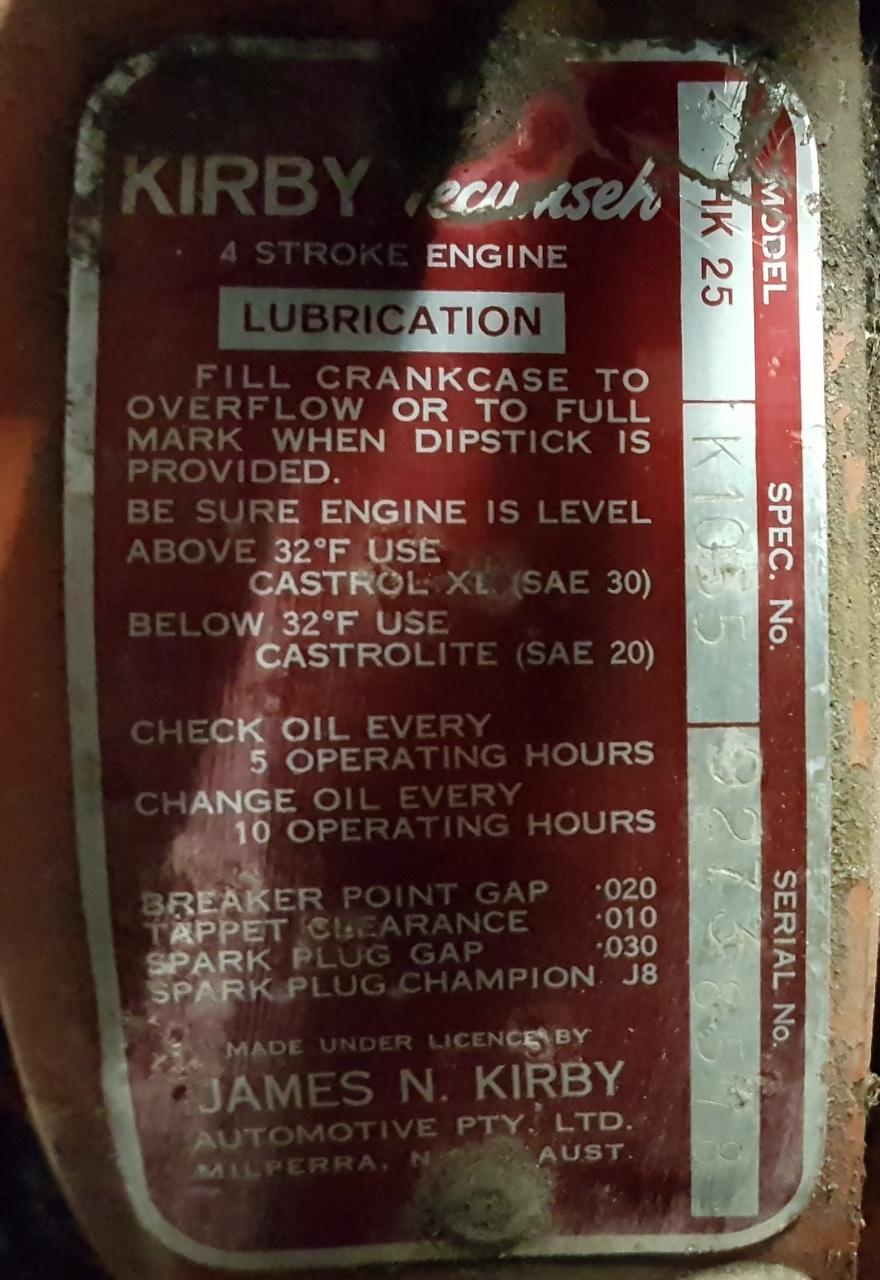 KIRBY Tecumseh
4 STROKE ENGINE
LUBRICATION
FILL CRANKCASE TO
OVERFLOW OR TO FULL
MARK WHEN DIPSTICK IS
PROVIDED.
BE SURE ENGINE IS LEVEL
ABOVE 32°F USE
CASTROL XL (SAE 30)
BELOW 32°F USE
CASTROLITE (SAE 20)
CHECK OIL EVERY
5 OPERATING HOURS
CHANGE OIL EVERY
10 OPERATING HOURS
BREAKER POINT GAP ·020
TAPPET CLEARANCE ·010
SPARK PLUG GAP ·030
SPARK PLUG CHAMPION J8
MADE UNDER LICENCE BY
JAMES N. KIRBY
AUTOMOTIVE PTY. LTD.
MILPERRA, AUST.
MODEL
25
SPEC. No.
K1055
SERIAL No.